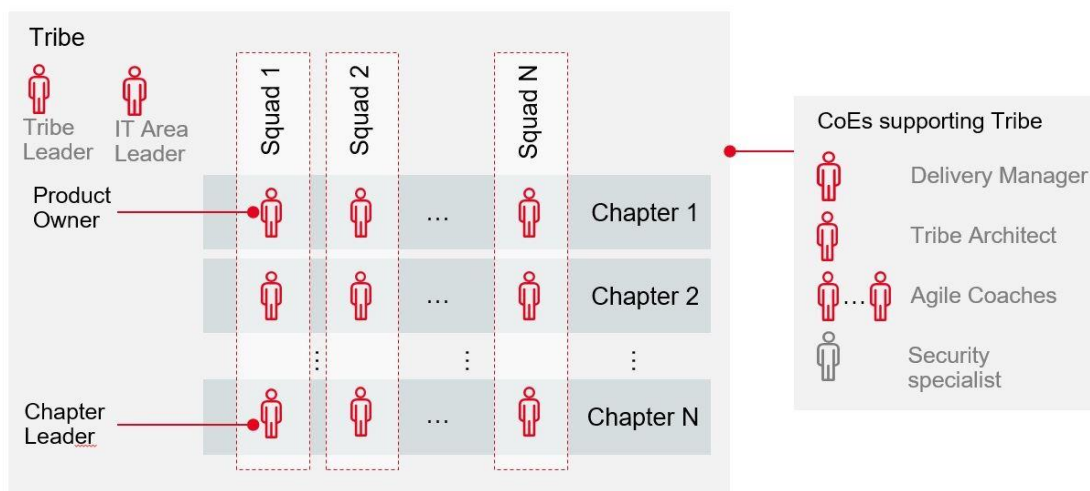 Tribe
Tribe
Leader
IT Area
Leader
Squad 1
Squad 2
Squad N
Product
Owner
...
Chapter 1
...
Chapter 2
...
...
...
Chapter
Leader
...
Chapter N
CoEs supporting Tribe
Delivery Manager
Tribe Architect
... Agile Coaches
Security
specialist